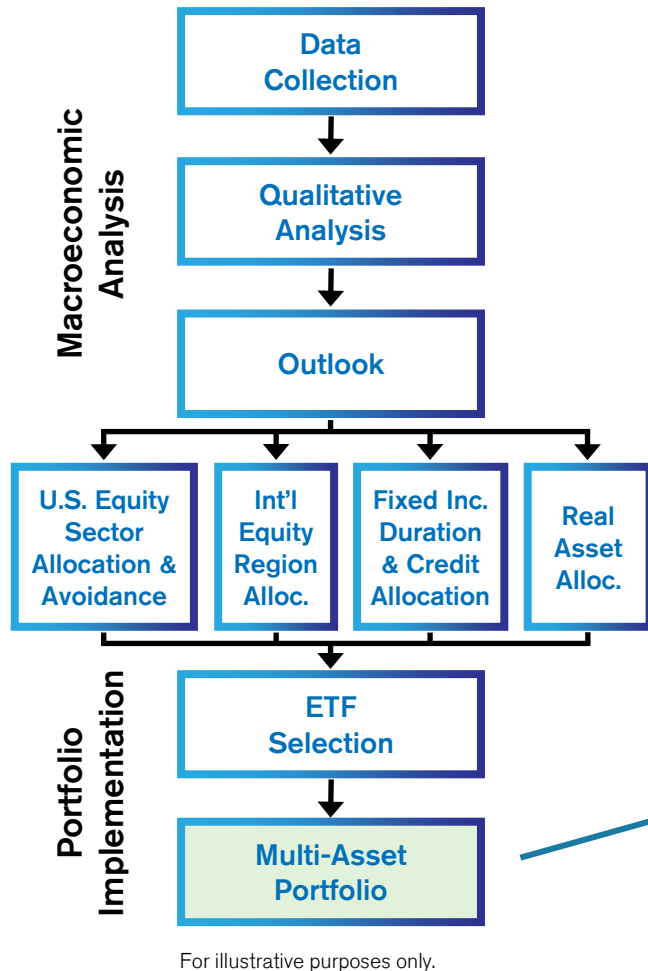 Macroeconomic
Analysis
Data
Collection
Qualitative
Analysis
Outlook
U.S. Equity
Sector
Allocation &
Avoidance
Int'l
Equity
Region
Alloc.
Fixed Inc.
Duration
& Credit
Allocation
Real
Asset
Alloc.
Portfolio
Implementation
ETF
Selection
Multi-Asset
Portfolio
For illustrative purposes only.